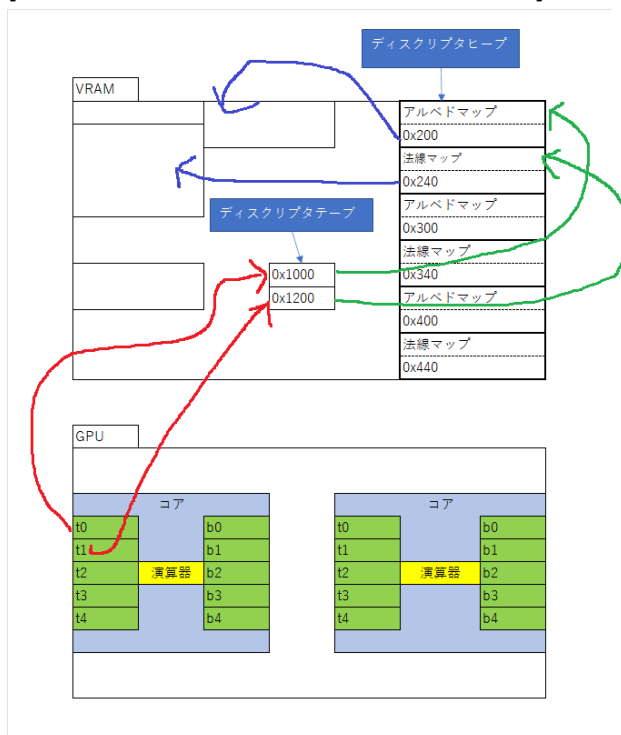 ディスクリプタヒープ
VRAM
アルベドマップ
0x200
法線マップ
0x240
アルベドマップ
0x300
法線マップ
0x340
アルベドマップ
0x400
法線マップ
0x440
ディスクリプタテーブ
0x1000
0x1200
GPU
コア
t0
b0
t1
b1
t2
演算器
b2
t3
b3
t4
b4
コア
t0
b0
t1
b1
t2
演算器
b2
t3
b3
t4
b4